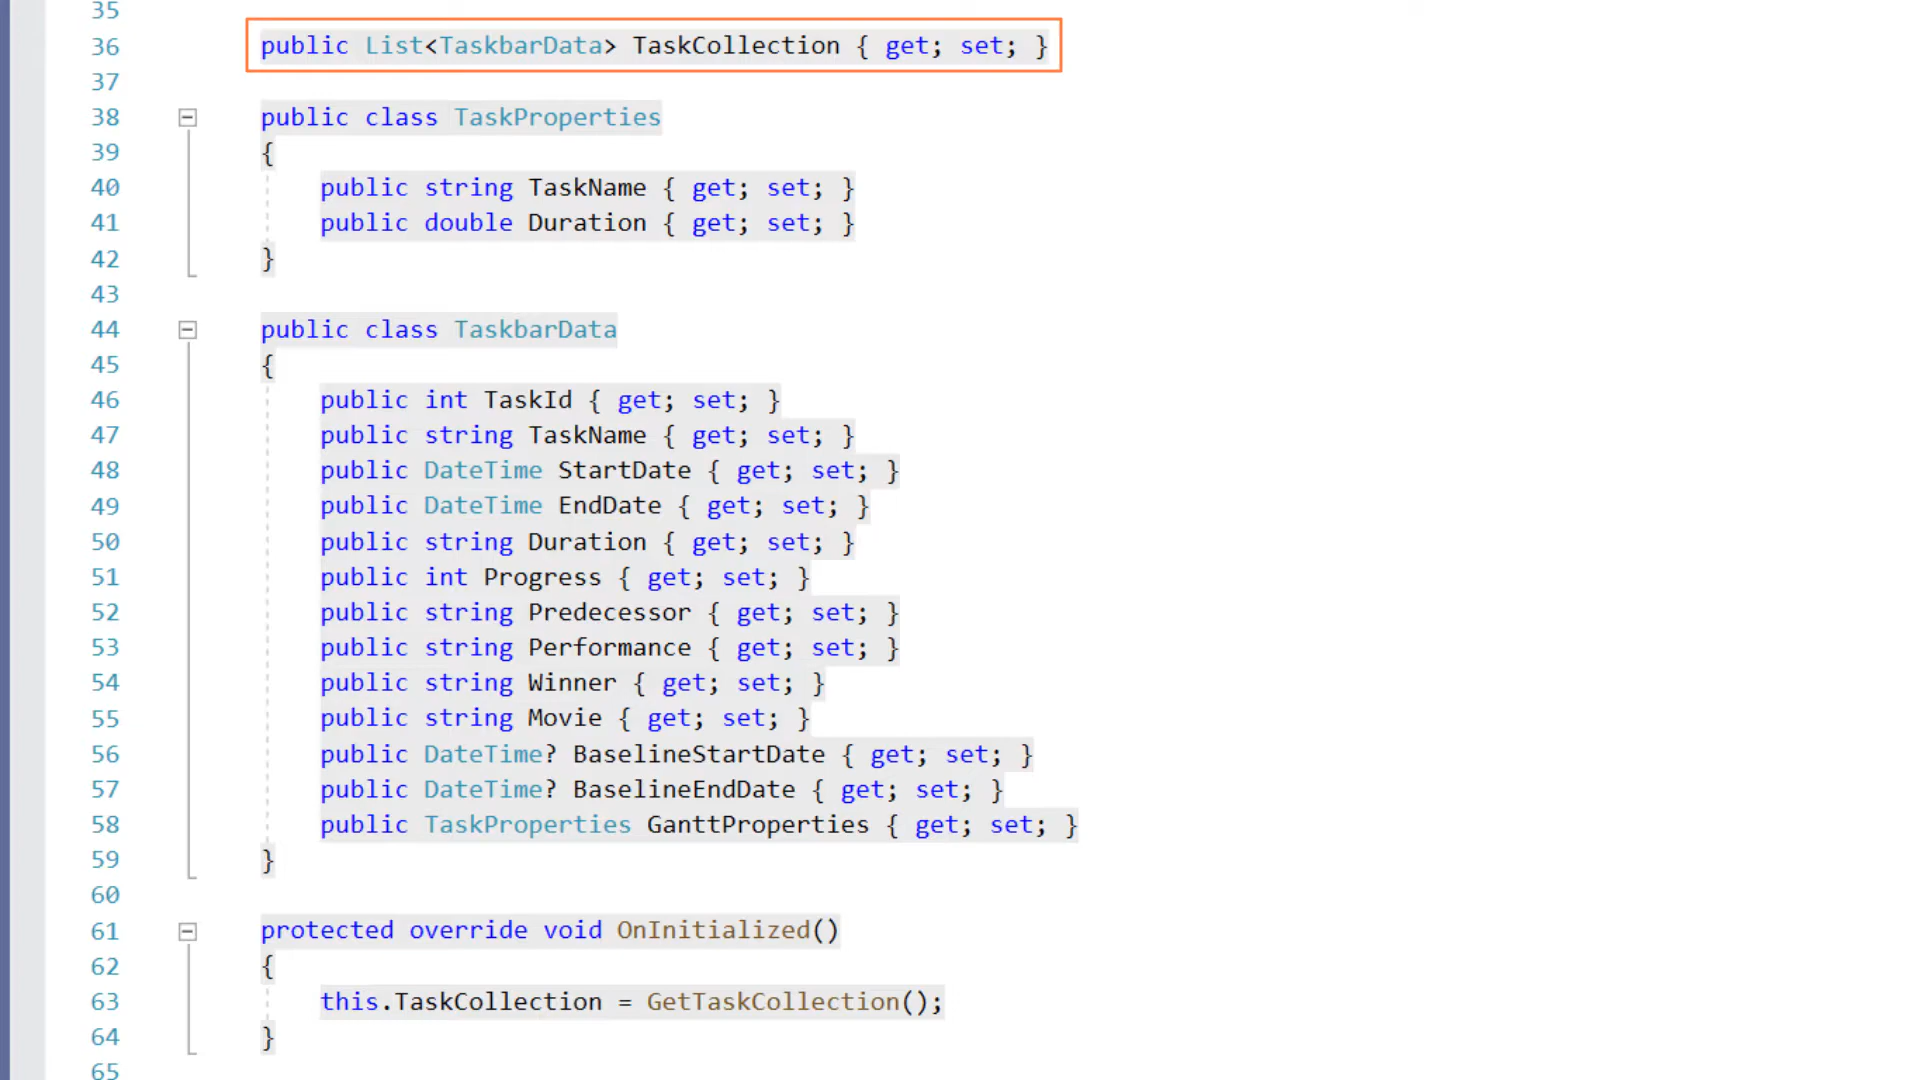 35
36 public List<TaskbarData> TaskCollection { get; set; }
37
38 public class TaskProperties
39 {
40 public string TaskName { get; set; }
41 public double Duration { get; set; }
42 }
43
44 public class TaskbarData
45 {
46 public int TaskId { get; set; }
47 public string TaskName { get; set; }
48 public DateTime StartDate { get; set; }
49 public DateTime EndDate { get; set; }
50 public string Duration { get; set; }
51 public int Progress { get; set; }
52 public string Predecessor { get; set; }
53 public string Performance { get; set; }
54 public string Winner { get; set; }
55 public string Movie { get; set; }
56 public DateTime? BaselineStartDate { get; set; }
57 public DateTime? BaselineEndDate { get; set; }
58 public TaskProperties GanttProperties { get; set; }
59 }
60
61 protected override void OnInitialized()
62 {
63 this.TaskCollection = GetTaskCollection();
64 }
65